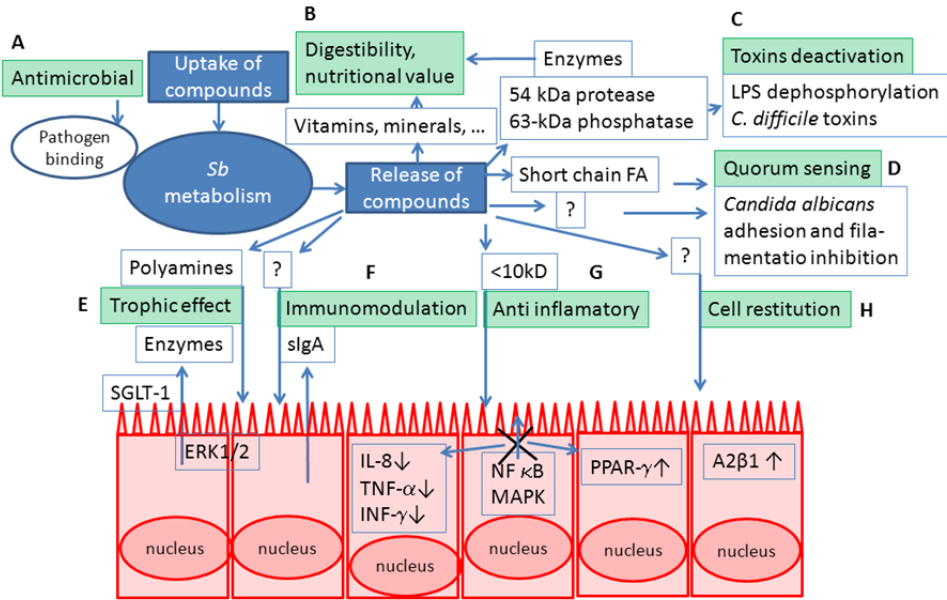 A
B
C
Antimicrobial
Uptake of
compounds
Digestibility,
nutritional value
Enzymes
Toxins deactivation
54 kDa protease
63-kDa phosphatase
LPS dephosphorylation
C. difficile toxins
Vitamins, minerals, ...
Pathogen
binding
Sb
metabolism
Release of
compounds
Short chain FA
?
Quorum sensing
D
Candida albicans
adhesion and fila-
mentatio inhibition
Polyamines
?
<10kD
?
F
G
E
Trophic effect
Immunomodulation
Anti inflamatory
Cell restitution
H
Enzymes
sIgA
SGLT-1
ERK1/2
IL-8↓
TNF-α↓
INF-γ↓
NF κB
MAPK
PPAR-γ↑
A2β1 ↑
nucleus
nucleus
nucleus
nucleus
nucleus
nucleus